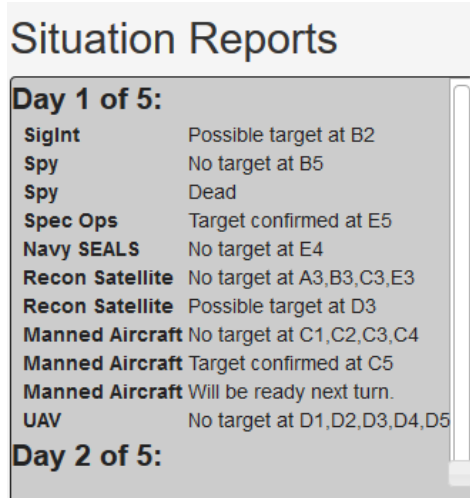 Situation Reports
Day 1 of 5:
SigInt Possible target at B2
Spy No target at B5
Spy Dead
Spec Ops Target confirmed at E5
Navy SEALS No target at E4
Recon Satellite No target at A3,B3,C3,E3
Recon Satellite Possible target at D3
Manned Aircraft No target at C1,C2,C3,C4
Manned Aircraft Target confirmed at C5
Manned Aircraft Will be ready next turn.
UAV No target at D1,D2,D3,D4,D5
Day 2 of 5: